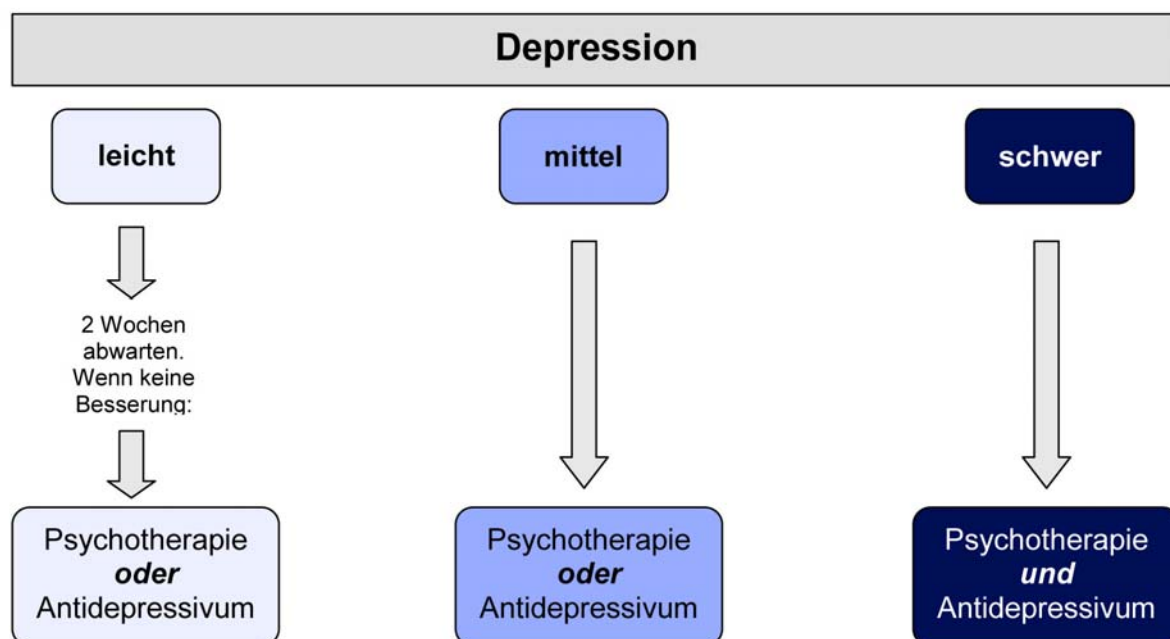 Depression
leicht
mittel
schwer
2 Wochen
abwarten.
Wenn keine
Besserung:
Psychotherapie
oder
Antidepressivum
Psychotherapie
oder
Antidepressivum
Psychotherapie
und
Antidepressivum